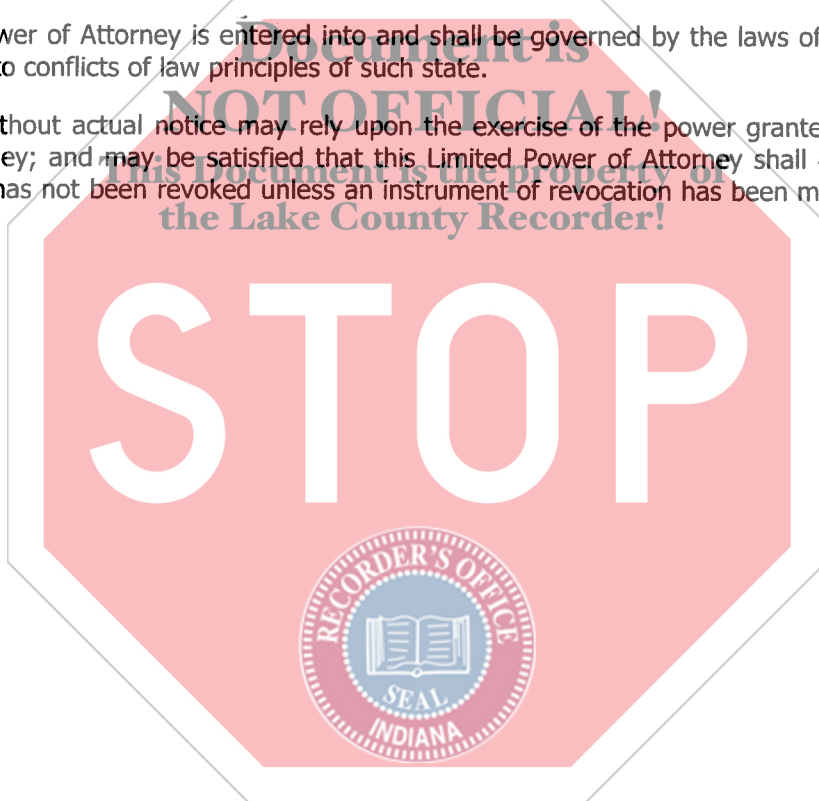 wer of Attorney is entered into and shall be governed by the laws of
Document is
o conflicts of law principles of such state.
NOT OFFICIAL!
thout actual notice may rely upon the exercise of the power grante
ey; and may be satisfied that this Limited Power of Attorney shall
This Document is the property of
has not been revoked unless an instrument of revocation has been m
the Lake County Recorder!
STOP
RECORDER'S OFFICE
SEAL
INDIANA